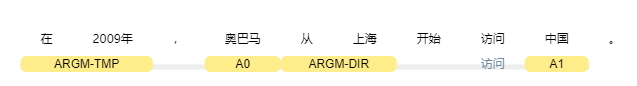 在 2009年 , 奥巴马 从 上海 开始 访问 中国 。
ARGM-TMP A0 ARGM-DIR 访问 A1